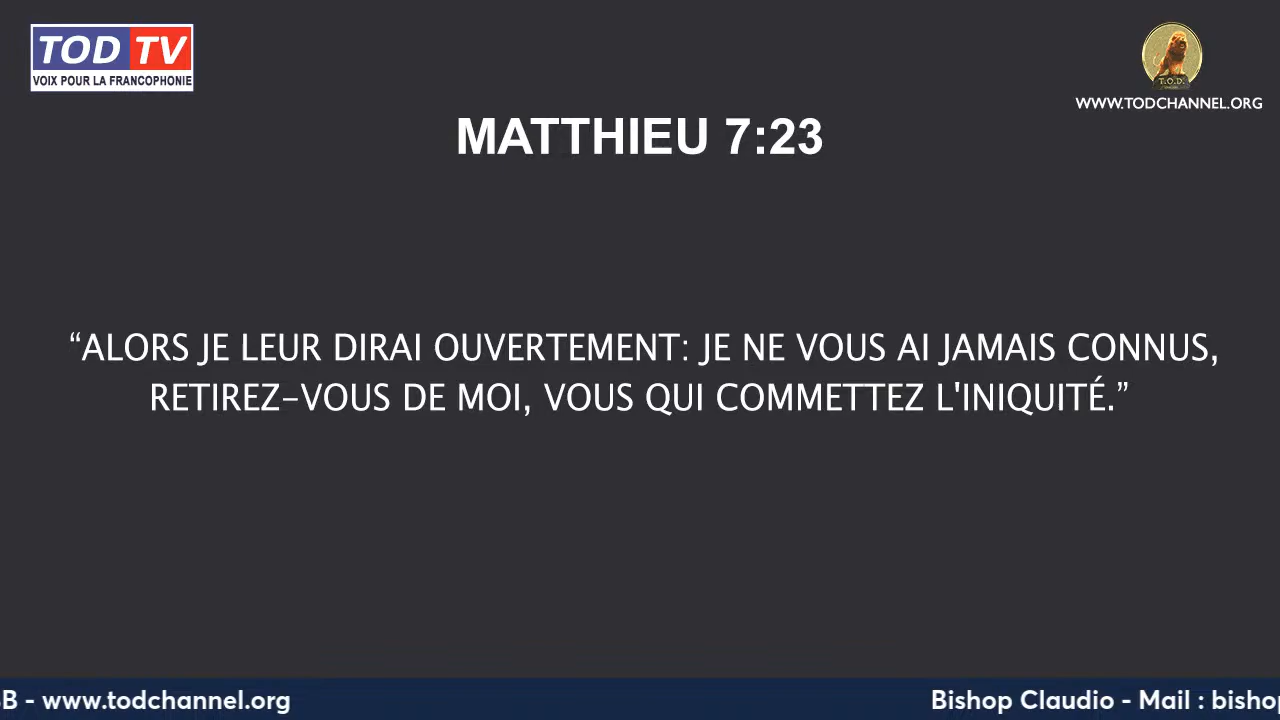 TOD TV
VOIX POUR LA FRANCOPHONIE
T.O.D.
WWW.TODCHANNEL.ORG
MATTHIEU 7:23
“ALORS JE LEUR DIRAI OUVERTEMENT: JE NE VOUS AI JAMAIS CONNUS,
RETIREZ-VOUS DE MOI, VOUS QUI COMMETTEZ L'INIQUITÉ.”
B - www.todchannel.org
Bishop Claudio - Mail : bishop